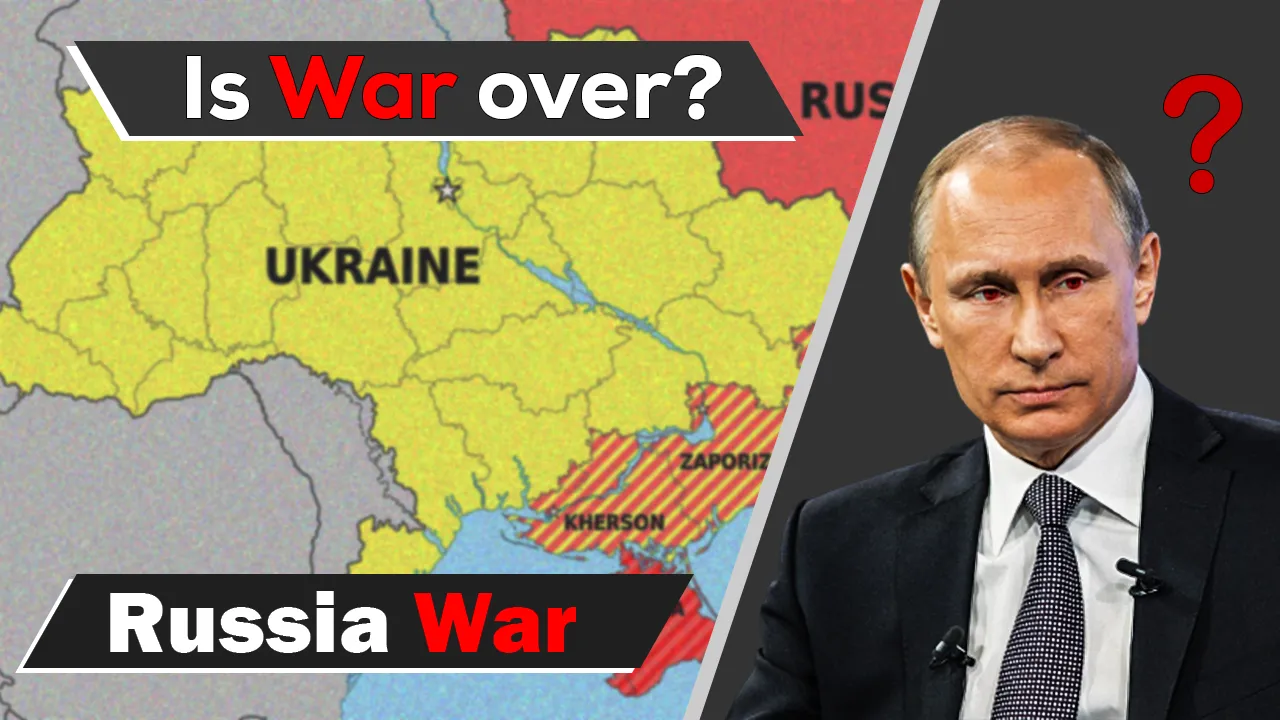 Is War over?
RUS
?
UKRAINE
ZAPORIZ
KHERSON
Russia War